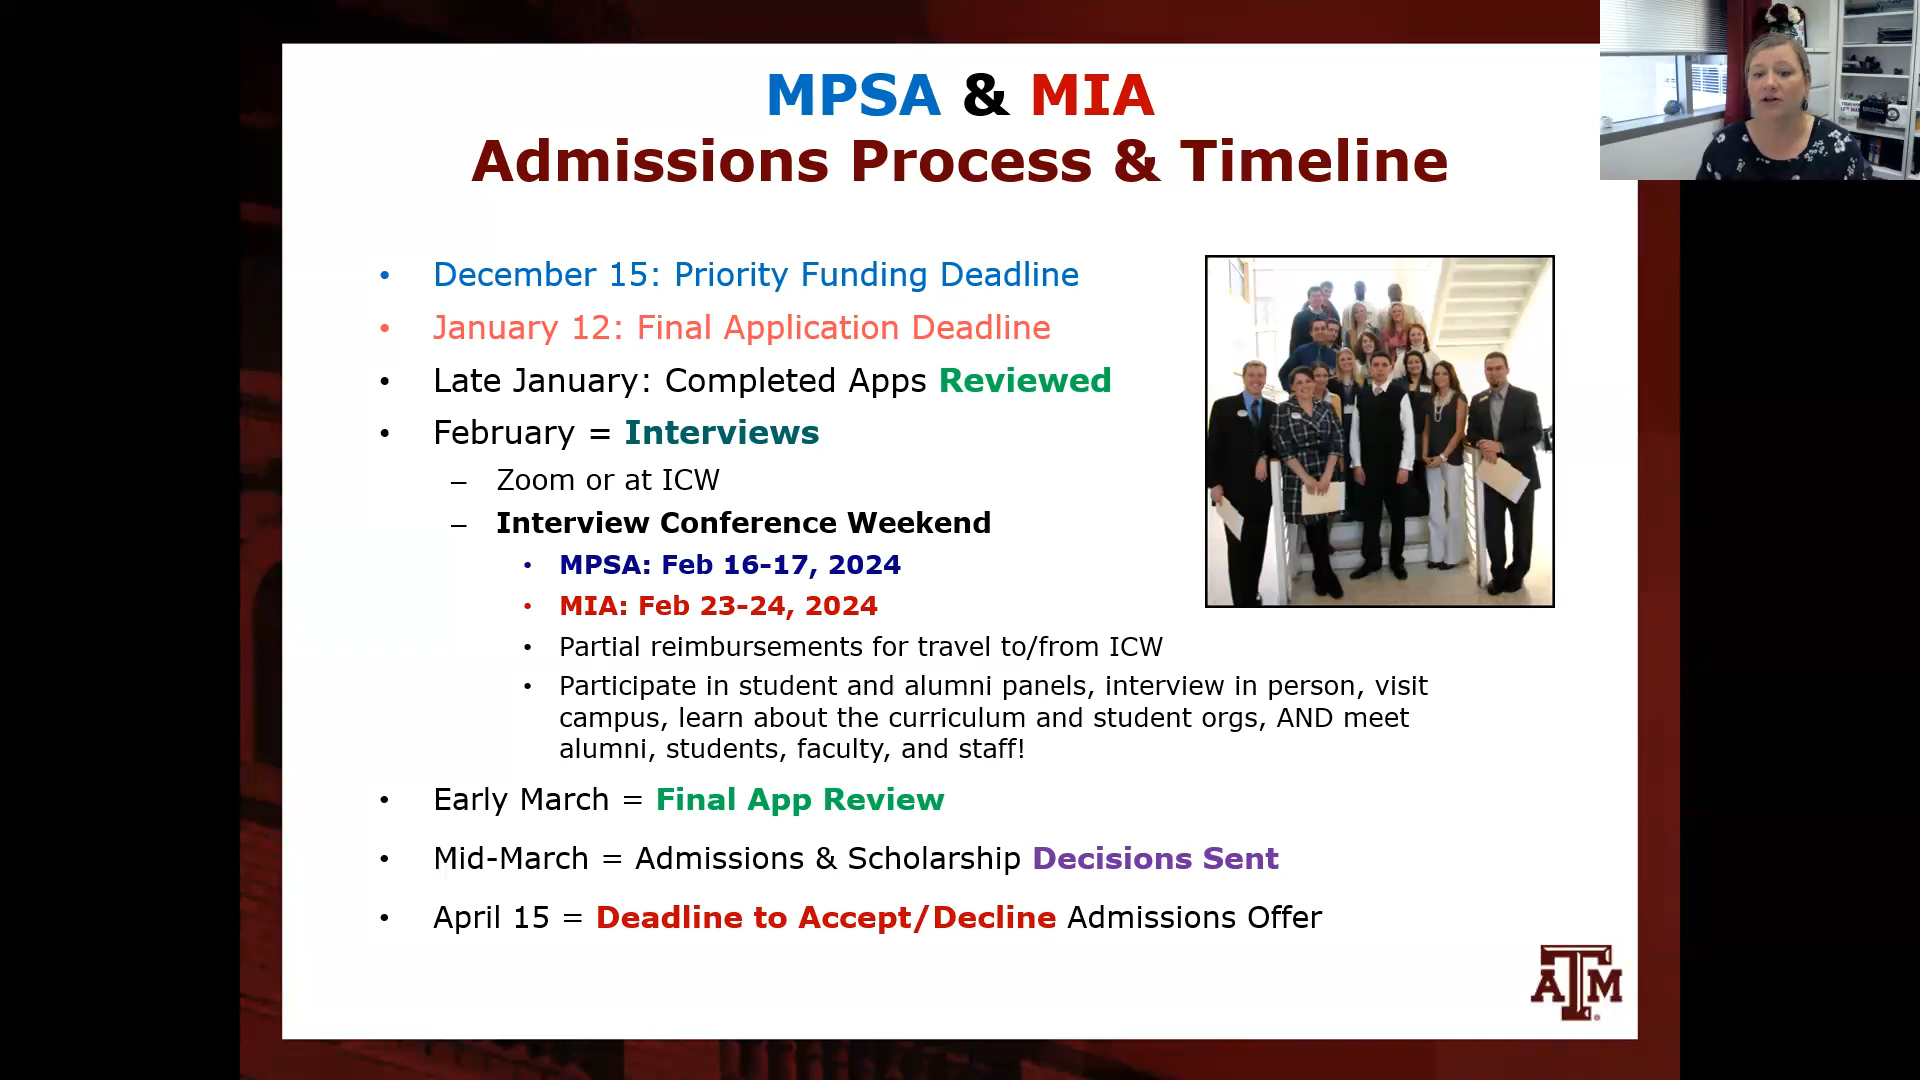 MPSA & MIA
Admissions Process & Timeline
• December 15: Priority Funding Deadline
• January 12: Final Application Deadline
• Late January: Completed Apps Reviewed
• February = Interviews
– Zoom or at ICW
– Interview Conference Weekend
• MPSA: Feb 16-17, 2024
• MIA: Feb 23-24, 2024
• Partial reimbursements for travel to/from ICW
• Participate in student and alumni panels, interview in person, visit
campus, learn about the curriculum and student orgs, AND meet
alumni, students, faculty, and staff!
• Early March = Final App Review
• Mid-March = Admissions & Scholarship Decisions Sent
• April 15 = Deadline to Accept/Decline Admissions Offer
ATM